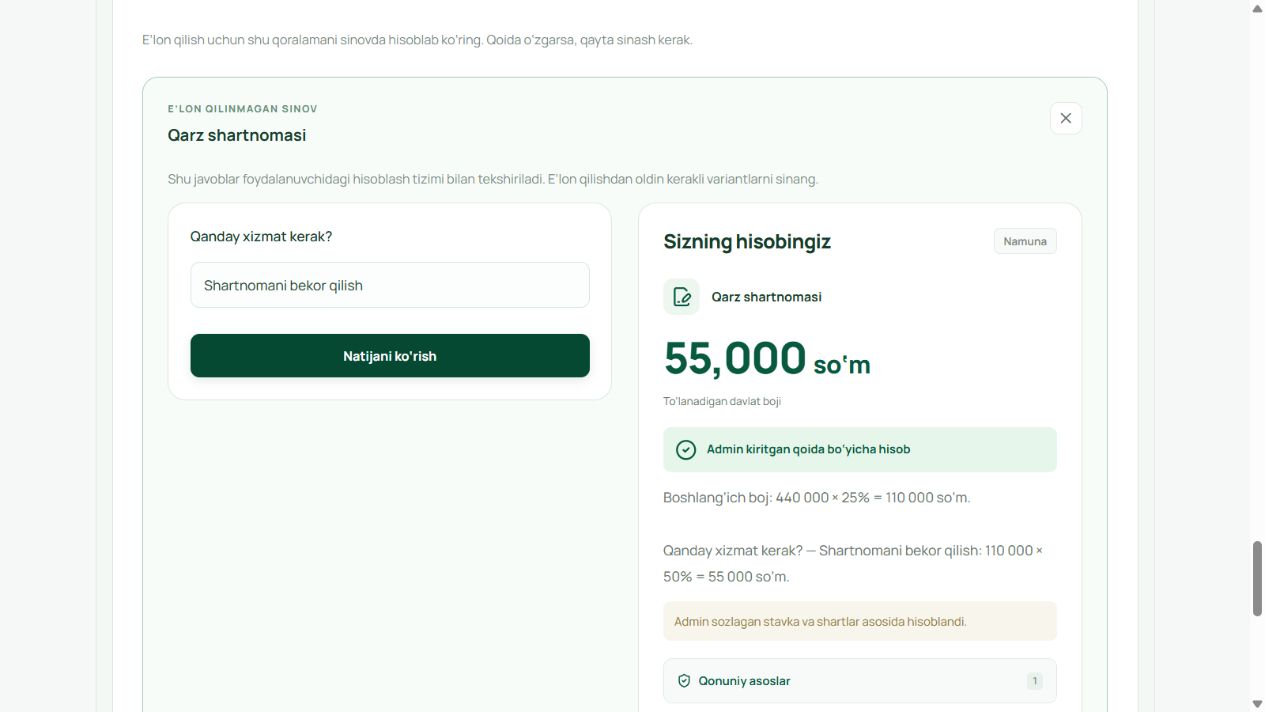 E'lon qilish uchun shu qoralamani sinovda hisoblab ko'ring. Qoida o'zgarsa, qayta sinash kerak.
E'LON QILINMAGAN SINOV
Qarz shartnomasi
Shu javoblar foydalanuvchidagi hisoblash tizimi bilan tekshiriladi. E'lon qilishdan oldin kerakli variantlarni sinang.
Qanday xizmat kerak?
Shartnomani bekor qilish
Natijani ko'rish
Sizning hisobingiz
Namuna
Qarz shartnomasi
55,000 so‘m
To'lanadigan davlat boji
Admin kiritgan qoida bo'yicha hisob
Boshlang'ich boj: 440 000 × 25% = 110 000 so'm.
Qanday xizmat kerak? — Shartnomani bekor qilish: 110 000 ×
50% = 55 000 so'm.
Admin sozlagan stavka va shartlar asosida hisoblandi.
Qonuniy asoslar
1